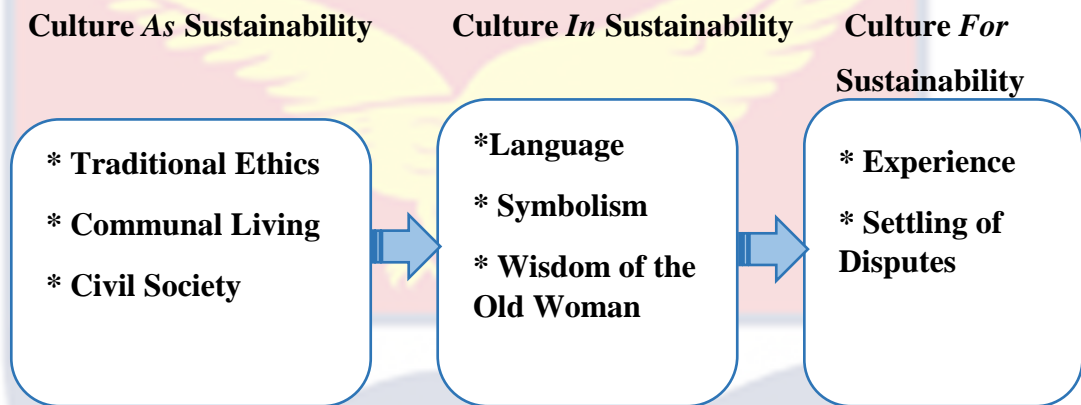 Culture As Sustainability
Culture In Sustainability
Culture For
Sustainability
* Traditional Ethics
* Communal Living
* Civil Society
*Language
* Symbolism
* Wisdom of the
Old Woman
* Experience
* Settling of
Disputes